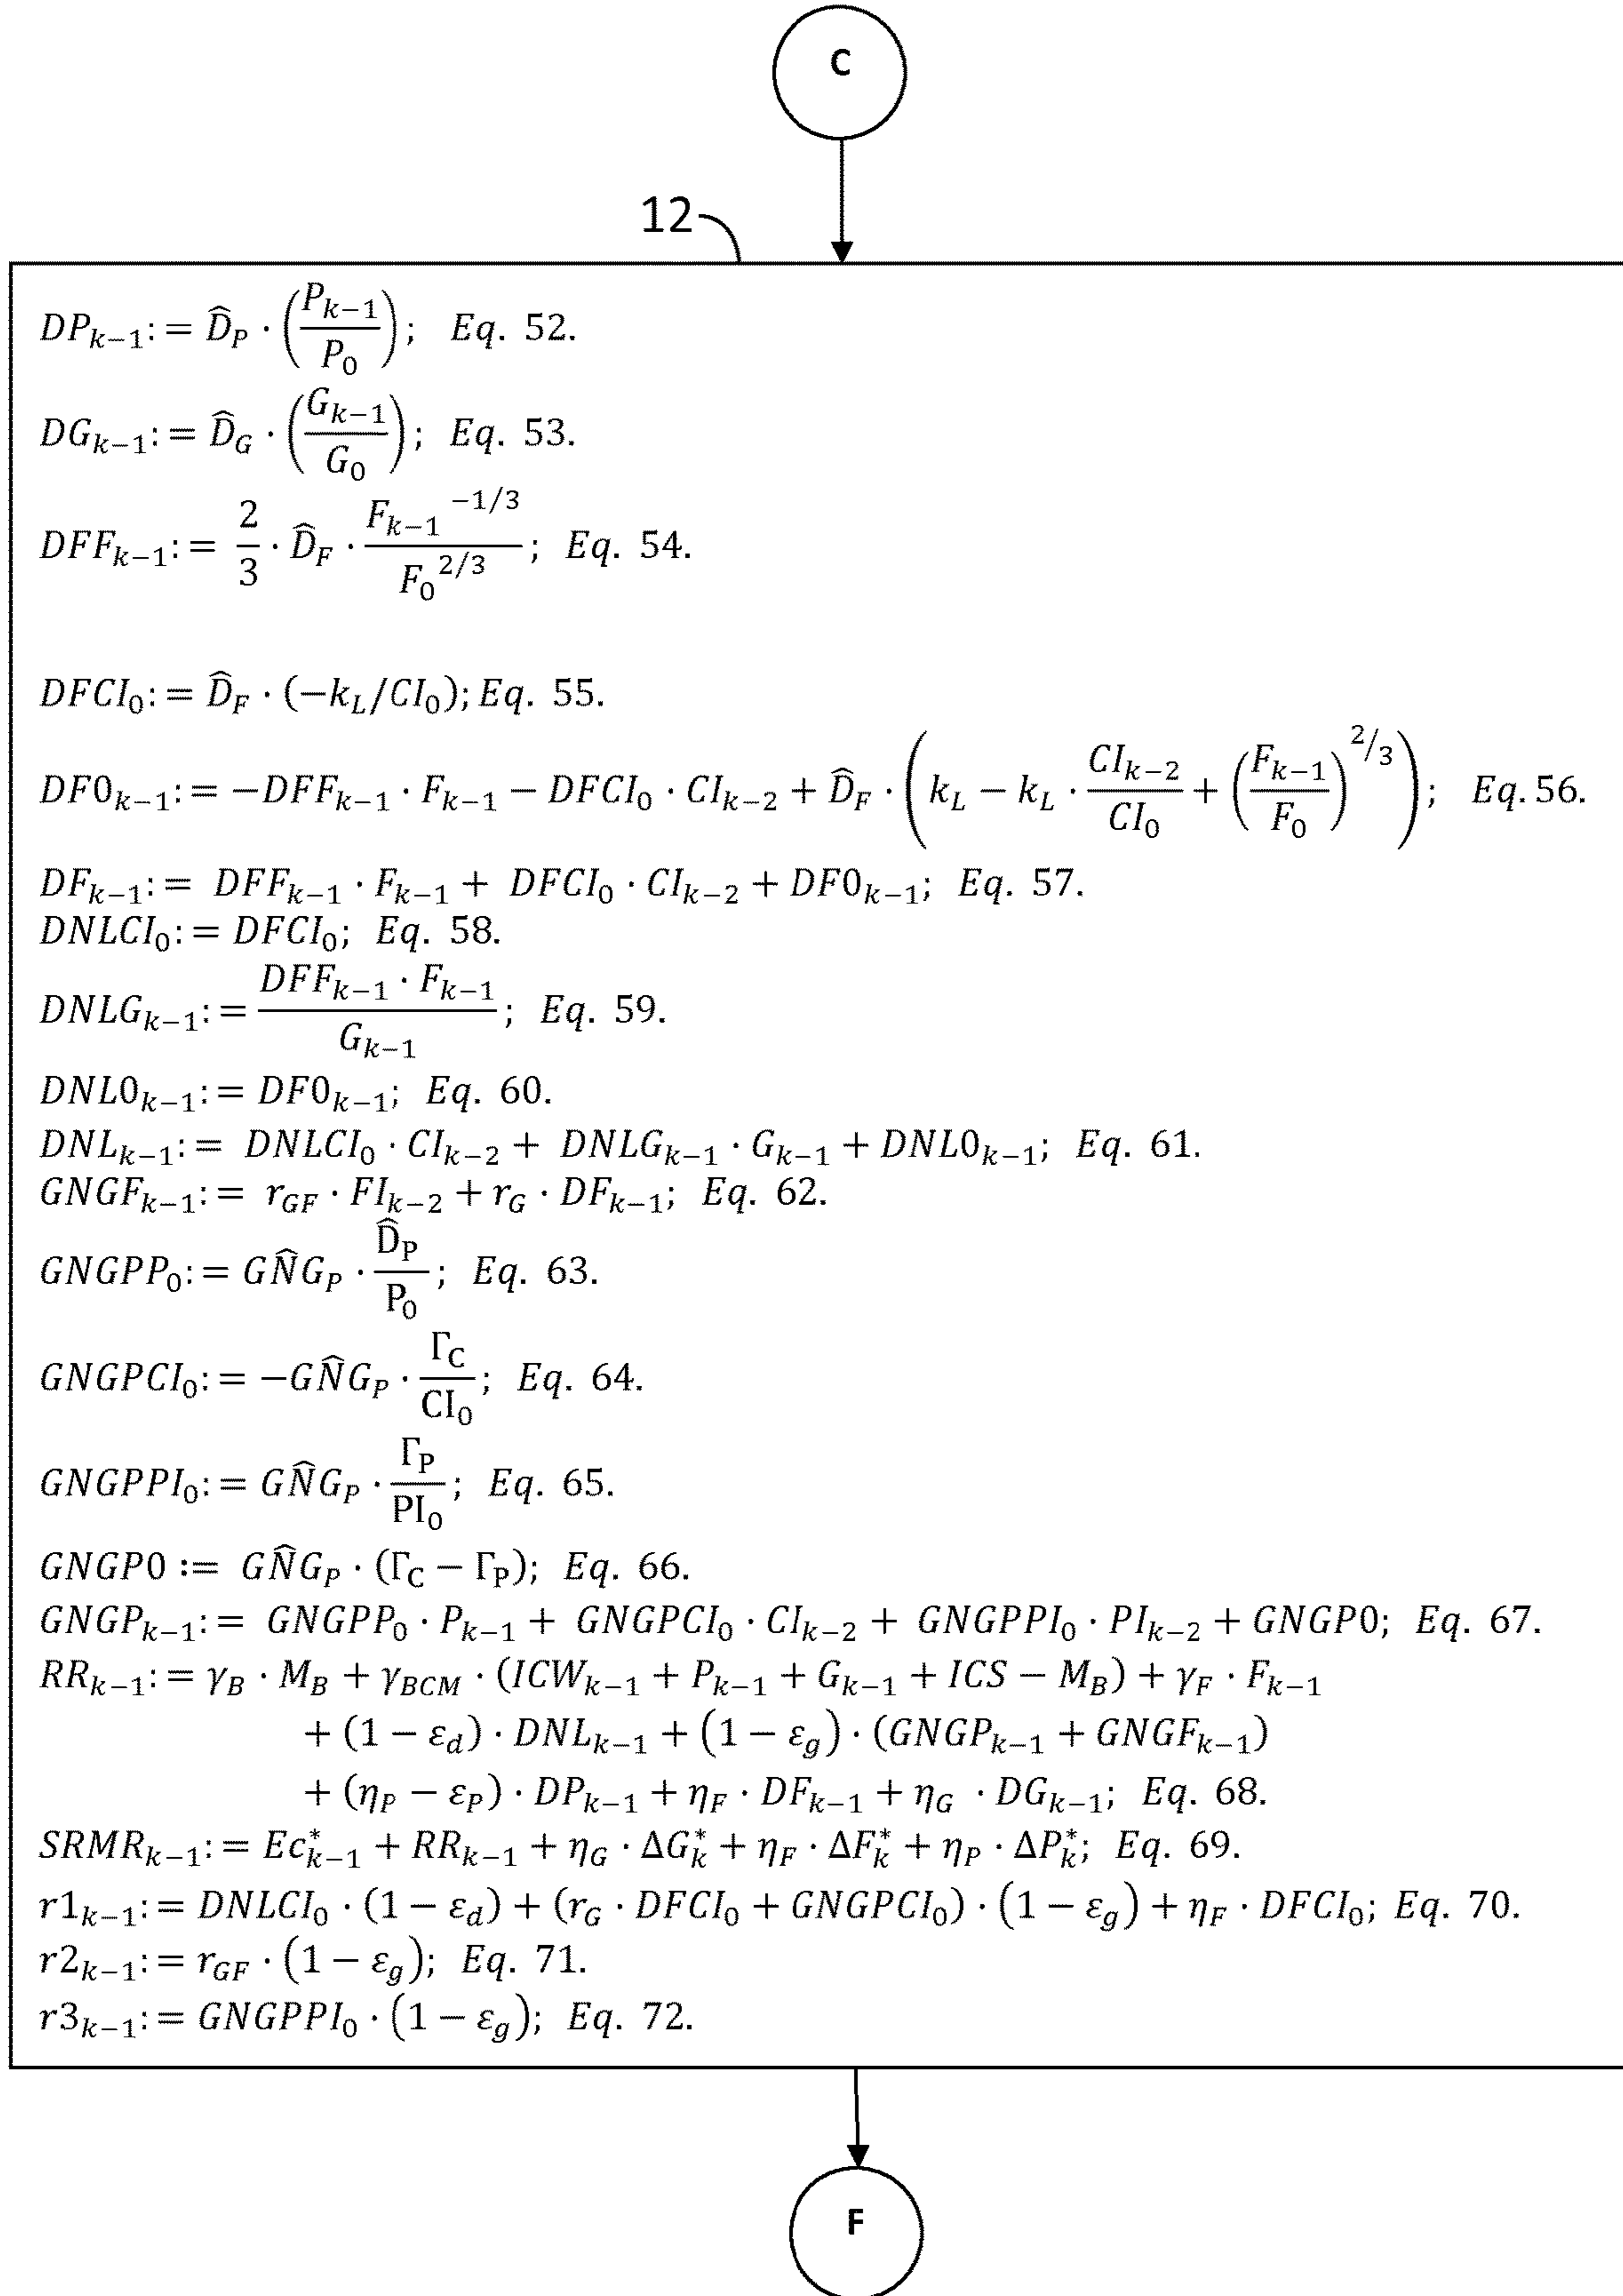 C
12
DP_{k−1}:= D̂_P · (P_{k−1}/P_0); Eq. 52.
DG_{k−1}:= D̂_G · (G_{k−1}/G_0); Eq. 53.
DFF_{k−1}:= 2/3 · D̂_F · F_{k−1}^{−1/3}/F_0^{2/3}; Eq. 54.
DFCI_0:= D̂_F · (−k_L/CI_0); Eq. 55.
DF0_{k−1}:= −DFF_{k−1} · F_{k−1} − DFCI_0 · CI_{k−2} + D̂_F · (k_L − k_L · CI_{k−2}/CI_0 + (F_{k−1}/F_0)^{2/3}); Eq. 56.
DF_{k−1}:= DFF_{k−1} · F_{k−1} + DFCI_0 · CI_{k−2} + DF0_{k−1}; Eq. 57.
DNLCI_0:= DFCI_0; Eq. 58.
DNLG_{k−1}:= DFF_{k−1} · F_{k−1}/G_{k−1}; Eq. 59.
DNL0_{k−1}:= DF0_{k−1}; Eq. 60.
DNL_{k−1}:= DNLCI_0 · CI_{k−2} + DNLG_{k−1} · G_{k−1} + DNL0_{k−1}; Eq. 61.
GNGF_{k−1}:= r_{GF} · FI_{k−2} + r_G · DF_{k−1}; Eq. 62.
GNGPP_0:= GN̂G_P · D̂_P/P_0; Eq. 63.
GNGPCI_0:= −GN̂G_P · Γ_C/CI_0; Eq. 64.
GNGPPI_0:= GN̂G_P · Γ_P/PI_0; Eq. 65.
GNGP0 := GN̂G_P · (Γ_C − Γ_P); Eq. 66.
GNGP_{k−1}:= GNGPP_0 · P_{k−1} + GNGPCI_0 · CI_{k−2} + GNGPPI_0 · PI_{k−2} + GNGP0; Eq. 67.
RR_{k−1}:= γ_B · M_B + γ_{BCM} · (ICW_{k−1} + P_{k−1} + G_{k−1} + ICS − M_B) + γ_F · F_{k−1}
+ (1 − ε_d) · DNL_{k−1} + (1 − ε_g) · (GNGP_{k−1} + GNGF_{k−1})
+ (η_P − ε_P) · DP_{k−1} + η_F · DF_{k−1} + η_G · DG_{k−1}; Eq. 68.
SRMR_{k−1}:= Ec*_{k−1} + RR_{k−1} + η_G · ΔG*_k + η_F · ΔF*_k + η_P · ΔP*_k; Eq. 69.
r1_{k−1}:= DNLCI_0 · (1 − ε_d) + (r_G · DFCI_0 + GNGPCI_0) · (1 − ε_g) + η_F · DFCI_0; Eq. 70.
r2_{k−1}:= r_{GF} · (1 − ε_g); Eq. 71.
r3_{k−1}:= GNGPPI_0 · (1 − ε_g); Eq. 72.
F